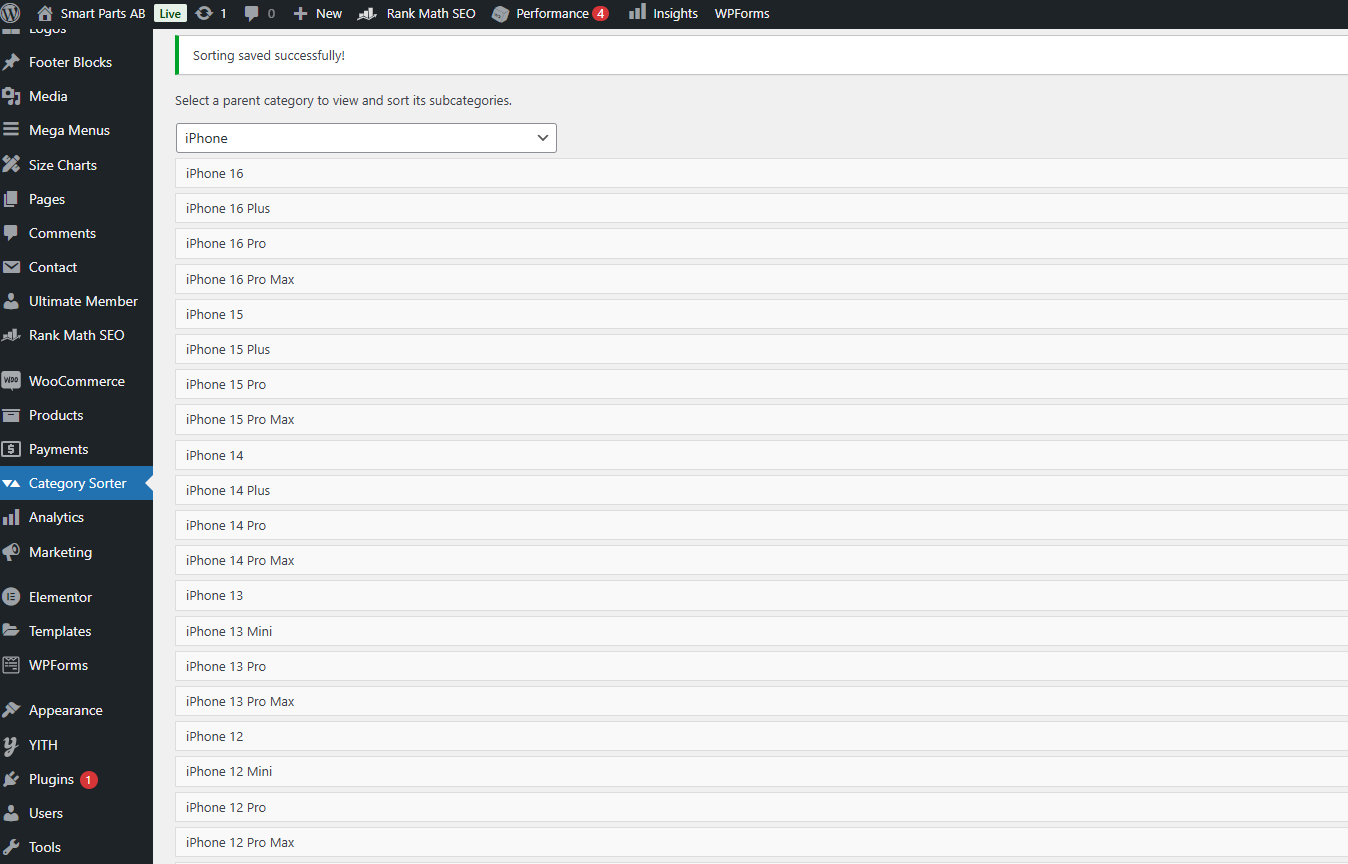 Smart Parts AB Live 1 0 New Rank Math SEO Performance 4 Insights WPForms
Logos
Footer Blocks
Media
Mega Menus
Size Charts
Pages
Comments
Contact
Ultimate Member
Rank Math SEO
WooCommerce
Products
Payments
Category Sorter
Analytics
Marketing
Elementor
Templates
WPForms
Appearance
YITH
Plugins 1
Users
Tools
Sorting saved successfully!
Select a parent category to view and sort its subcategories.
iPhone
iPhone 16
iPhone 16 Plus
iPhone 16 Pro
iPhone 16 Pro Max
iPhone 15
iPhone 15 Plus
iPhone 15 Pro
iPhone 15 Pro Max
iPhone 14
iPhone 14 Plus
iPhone 14 Pro
iPhone 14 Pro Max
iPhone 13
iPhone 13 Mini
iPhone 13 Pro
iPhone 13 Pro Max
iPhone 12
iPhone 12 Mini
iPhone 12 Pro
iPhone 12 Pro Max